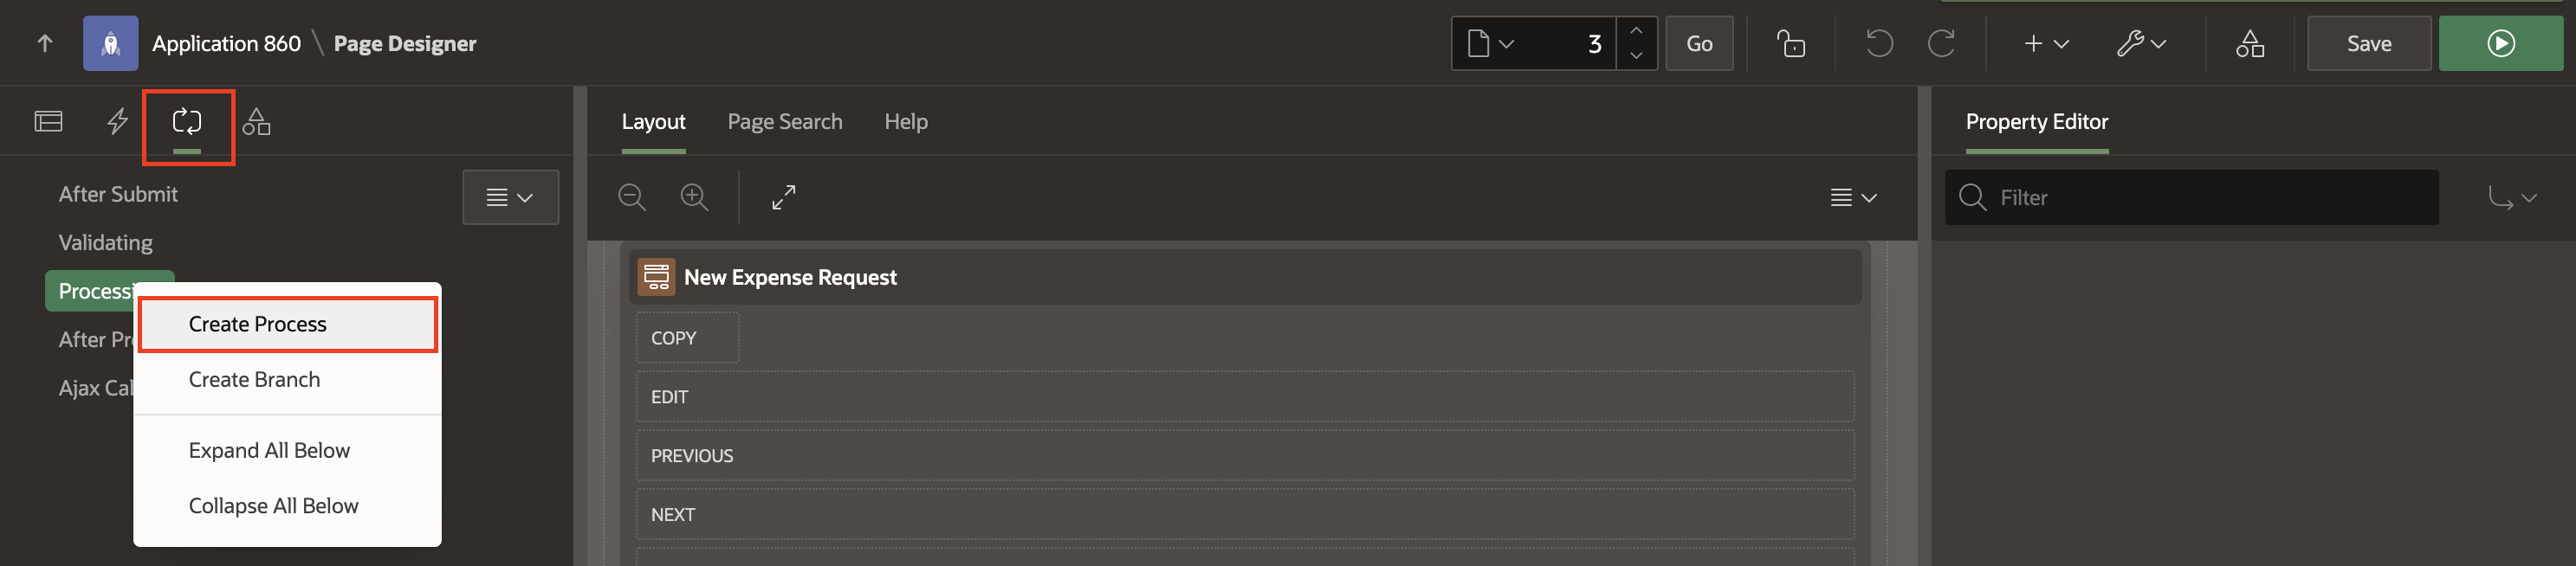 Application 860 \ Page Designer
3
Go
Save
Layout
Page Search
Help
Property Editor
After Submit
Validating
Processi
After Pr
Ajax Cal
Create Process
Create Branch
Expand All Below
Collapse All Below
New Expense Request
COPY
EDIT
PREVIOUS
NEXT
Filter